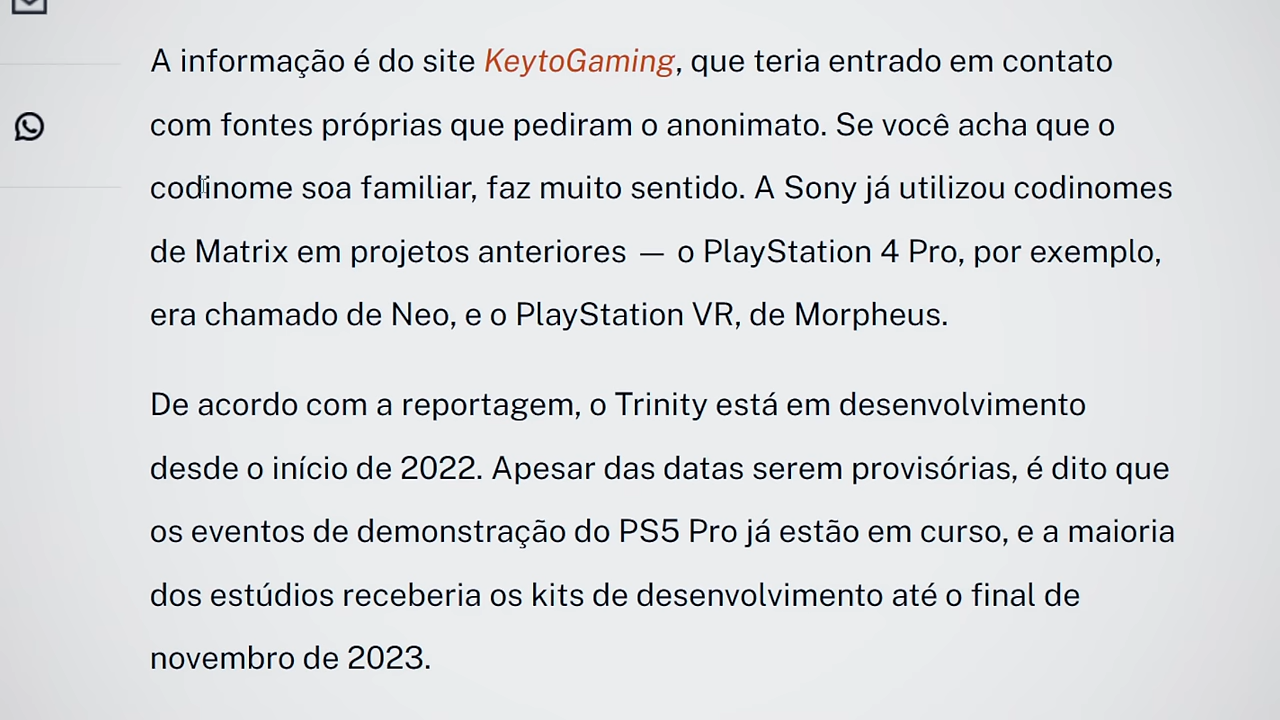 A informação é do site KeytoGaming, que teria entrado em contato
com fontes próprias que pediram o anonimato. Se você acha que o
codinome soa familiar, faz muito sentido. A Sony já utilizou codinomes
de Matrix em projetos anteriores — o PlayStation 4 Pro, por exemplo,
era chamado de Neo, e o PlayStation VR, de Morpheus.
De acordo com a reportagem, o Trinity está em desenvolvimento
desde o início de 2022. Apesar das datas serem provisórias, é dito que
os eventos de demonstração do PS5 Pro já estão em curso, e a maioria
dos estúdios receberia os kits de desenvolvimento até o final de
novembro de 2023.